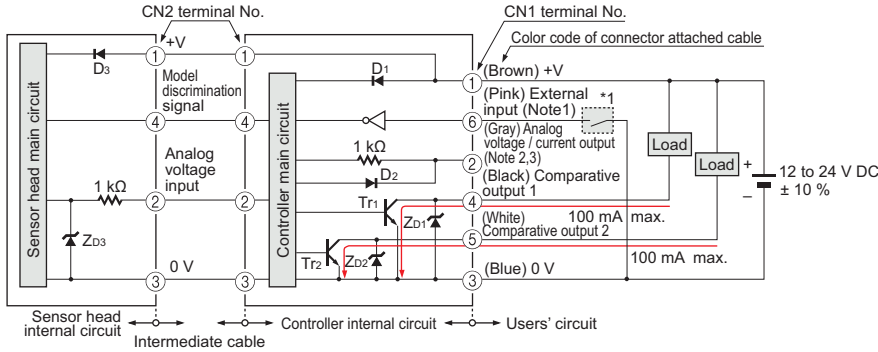 CN2 terminal No.
CN1 terminal No.
Color code of connector attached cable
+V
1
1
D3
D1
1
(Brown) +V
Model
discrimination
signal
(Pink) External
input (Note1)
*1
4
4
6
(Gray) Analog
voltage / current output
(Note 2,3)
Sensor head main circuit
Controller main circuit
Analog
voltage
input
1 kΩ
2
D2
(Black) Comparative
output 1
Load
Load
+
–
12 to 24 V DC
± 10 %
1 kΩ
2
2
Tr1
4
ZD1
100 mA max.
(White)
Comparative output 2
ZD3
5
Tr2
ZD2
100 mA max.
0 V
3
3
3
(Blue) 0 V
Sensor head
internal circuit
Intermediate cable
Controller internal circuit
Users' circuit